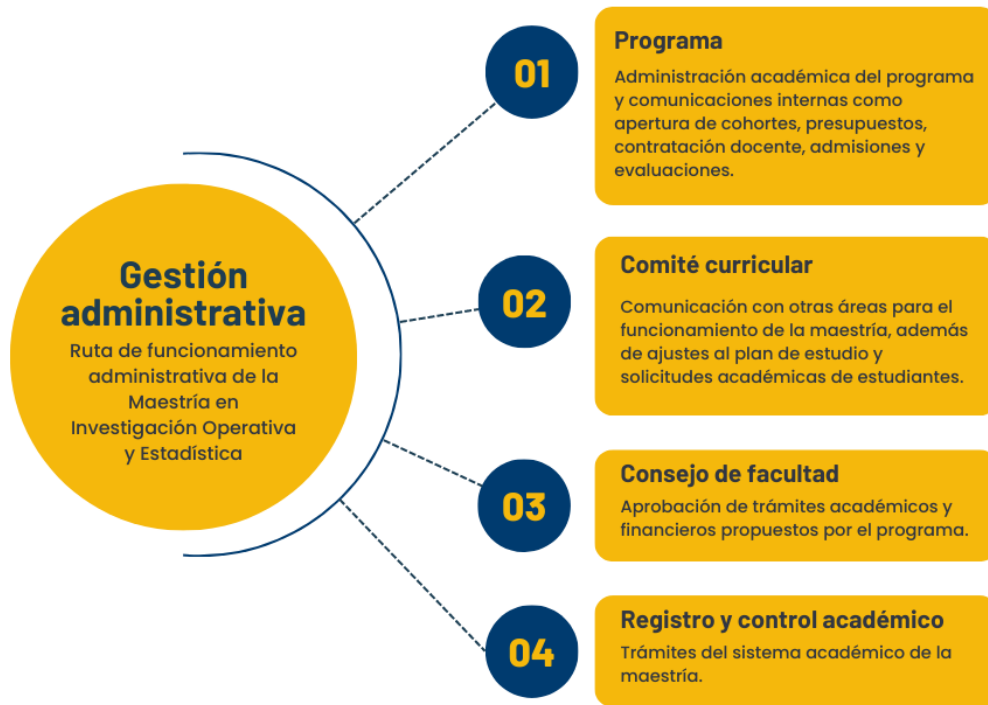 Gestión
administrativa
Ruta de funcionamiento
administrativa de la
Maestría en
Investigación Operativa
y Estadística
01
Programa
Administración académica del programa
y comunicaciones internas como
apertura de cohortes, presupuestos,
contratación docente, admisiones y
evaluaciones.
02
Comité curricular
Comunicación con otras áreas para el
funcionamiento de la maestría, además
de ajustes al plan de estudio y
solicitudes académicas de estudiantes.
03
Consejo de facultad
Aprobación de trámites académicos y
financieros propuestos por el programa.
04
Registro y control académico
Trámites del sistema académico de la
maestría.